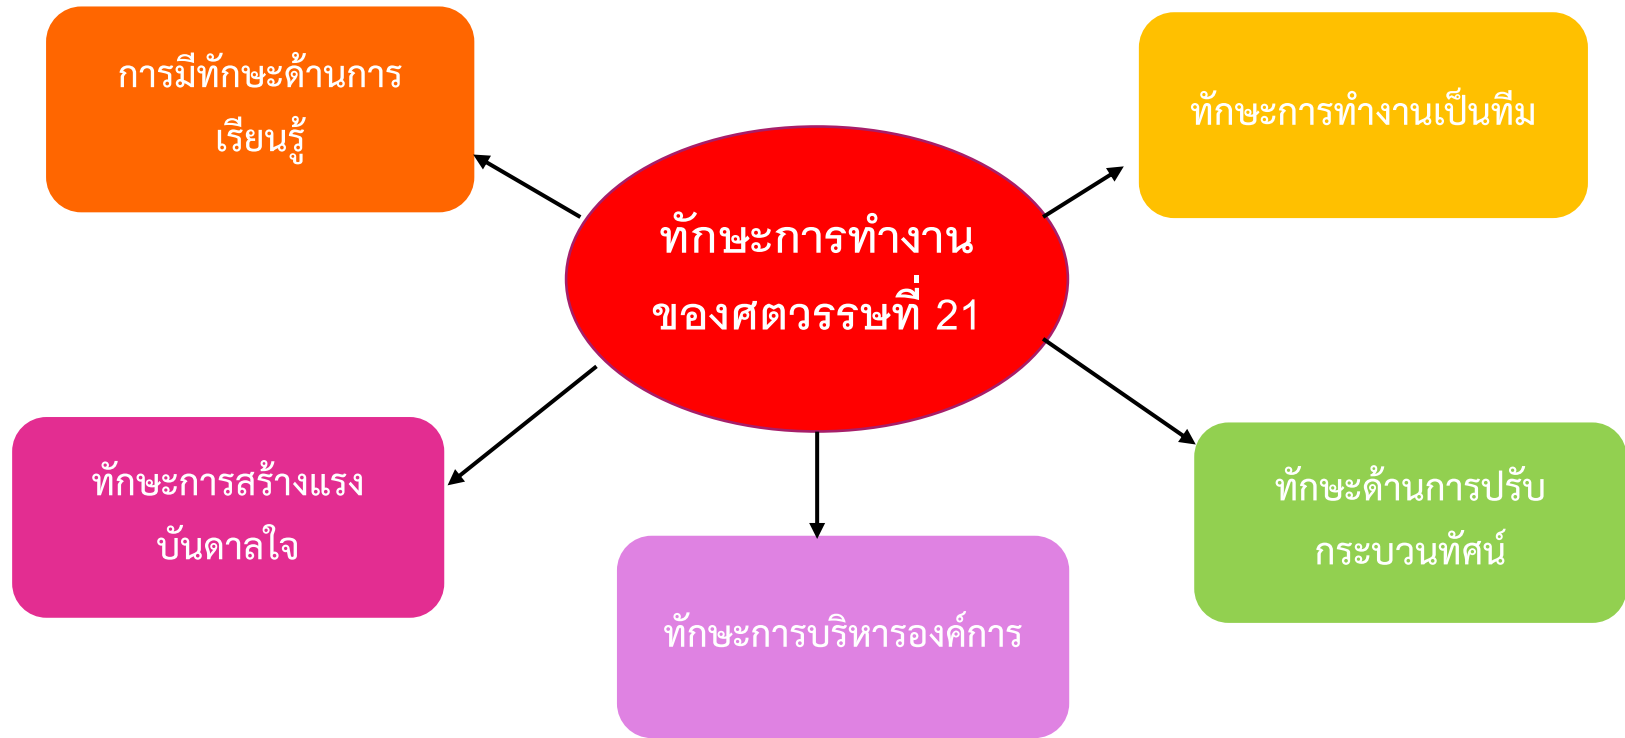 การมีทักษะด้านการ
เรียนรู้
ทักษะการทำงานเป็นทีม
ทักษะการทำงาน
ของศตวรรษที่ 21
ทักษะการสร้างแรง
บันดาลใจ
ทักษะด้านการปรับ
กระบวนทัศน์
ทักษะการบริหารองค์การ